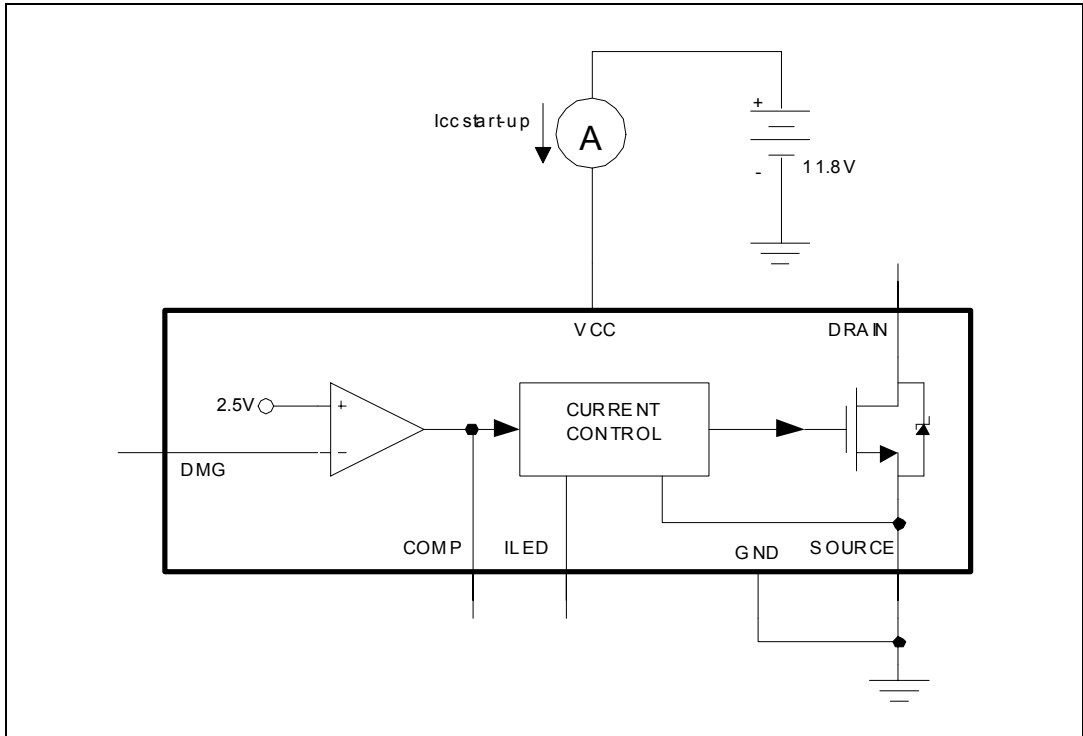 Icc start-up
A
+
-
11.8V
VCC
DRAIN
2.5V
+
CURRENT
CONTROL
-
DMG
COMP
ILED
GND
SOURCE